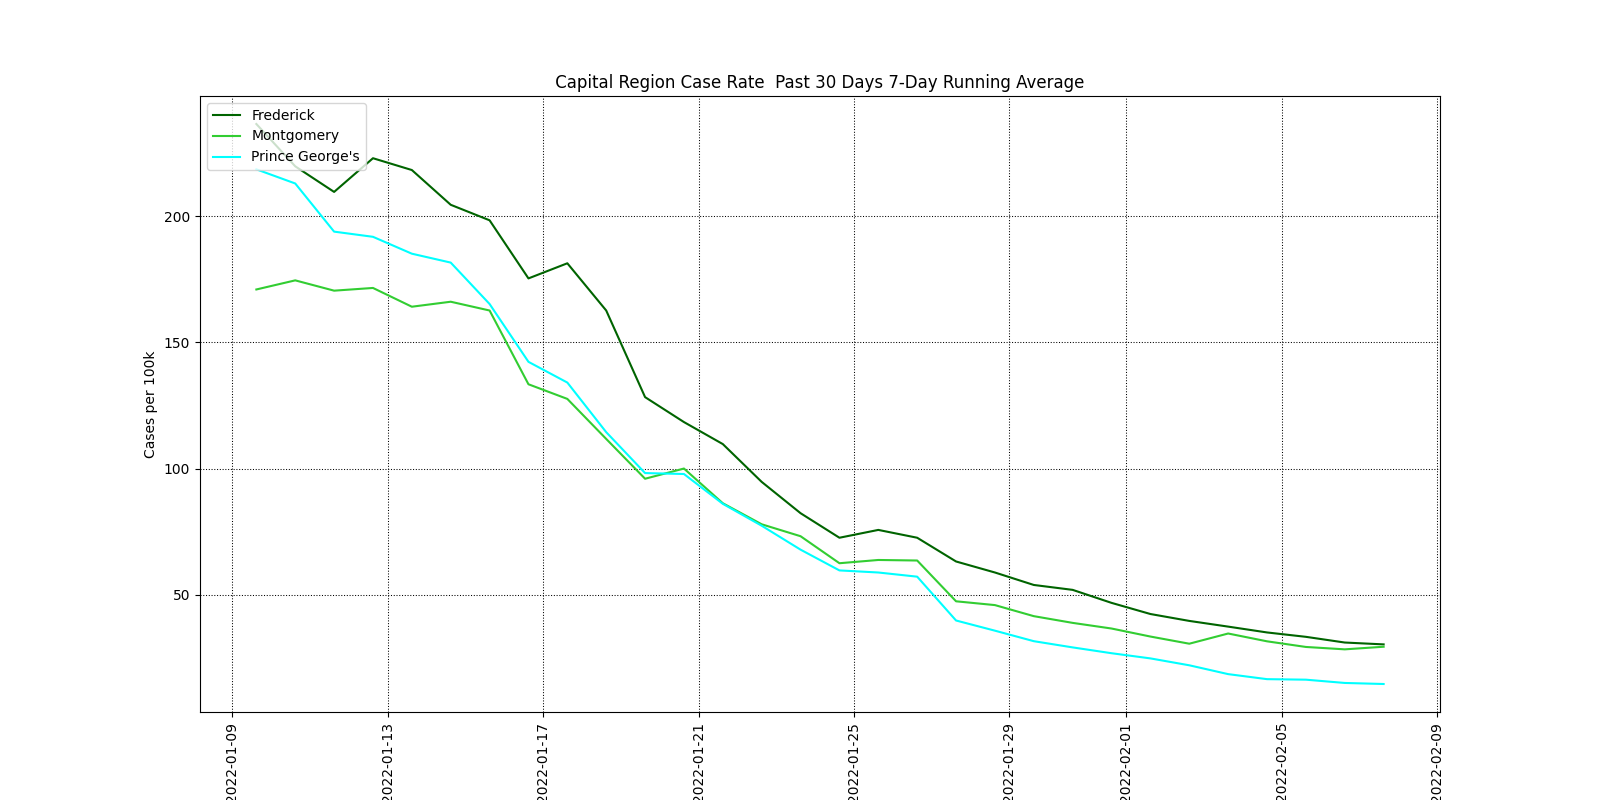 Capital Region Case Rate  Past 30 Days 7-Day Running Average
Frederick
Montgomery
Prince George's
Cases per 100k
200
150
100
50
2022-01-09
2022-01-13
2022-01-17
2022-01-21
2022-01-25
2022-01-29
2022-02-01
2022-02-05
2022-02-09